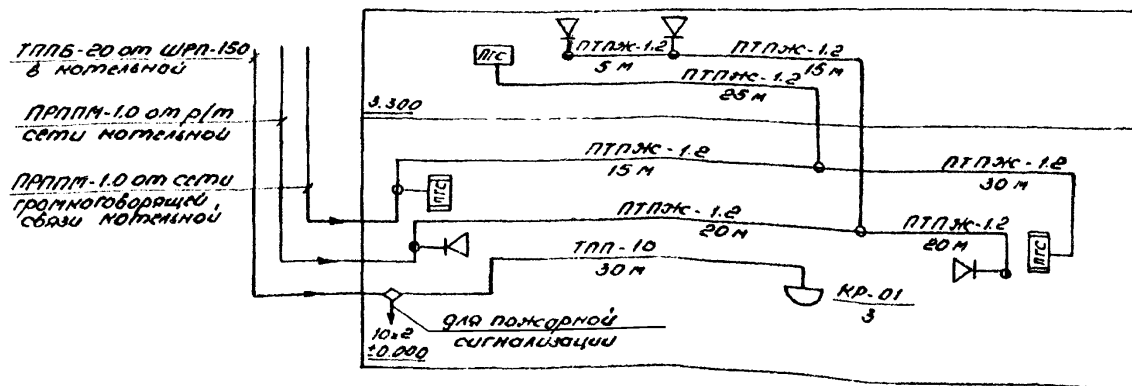 ТППБ-20 от ШРП-150
в котельной
ПРППМ-1.0 от р/т
сети котельной
ПРППМ-1.0 от сети
громкоговорящей
связи котельной
ПГС
ПТПЖ-1.2
5 м
ПТПЖ-1.2
15 м
ПТПЖ-1.2
25 м
3.300
ПТПЖ-1.2
15 м
ПТПЖ-1.2
30 м
ПГС
ПТПЖ-1.2
20 м
ПТПЖ-1.2
20 м
ПГС
ТПП-10
30 м
КР-01
3
10×2
±0.000
для пожарной
сигнализации